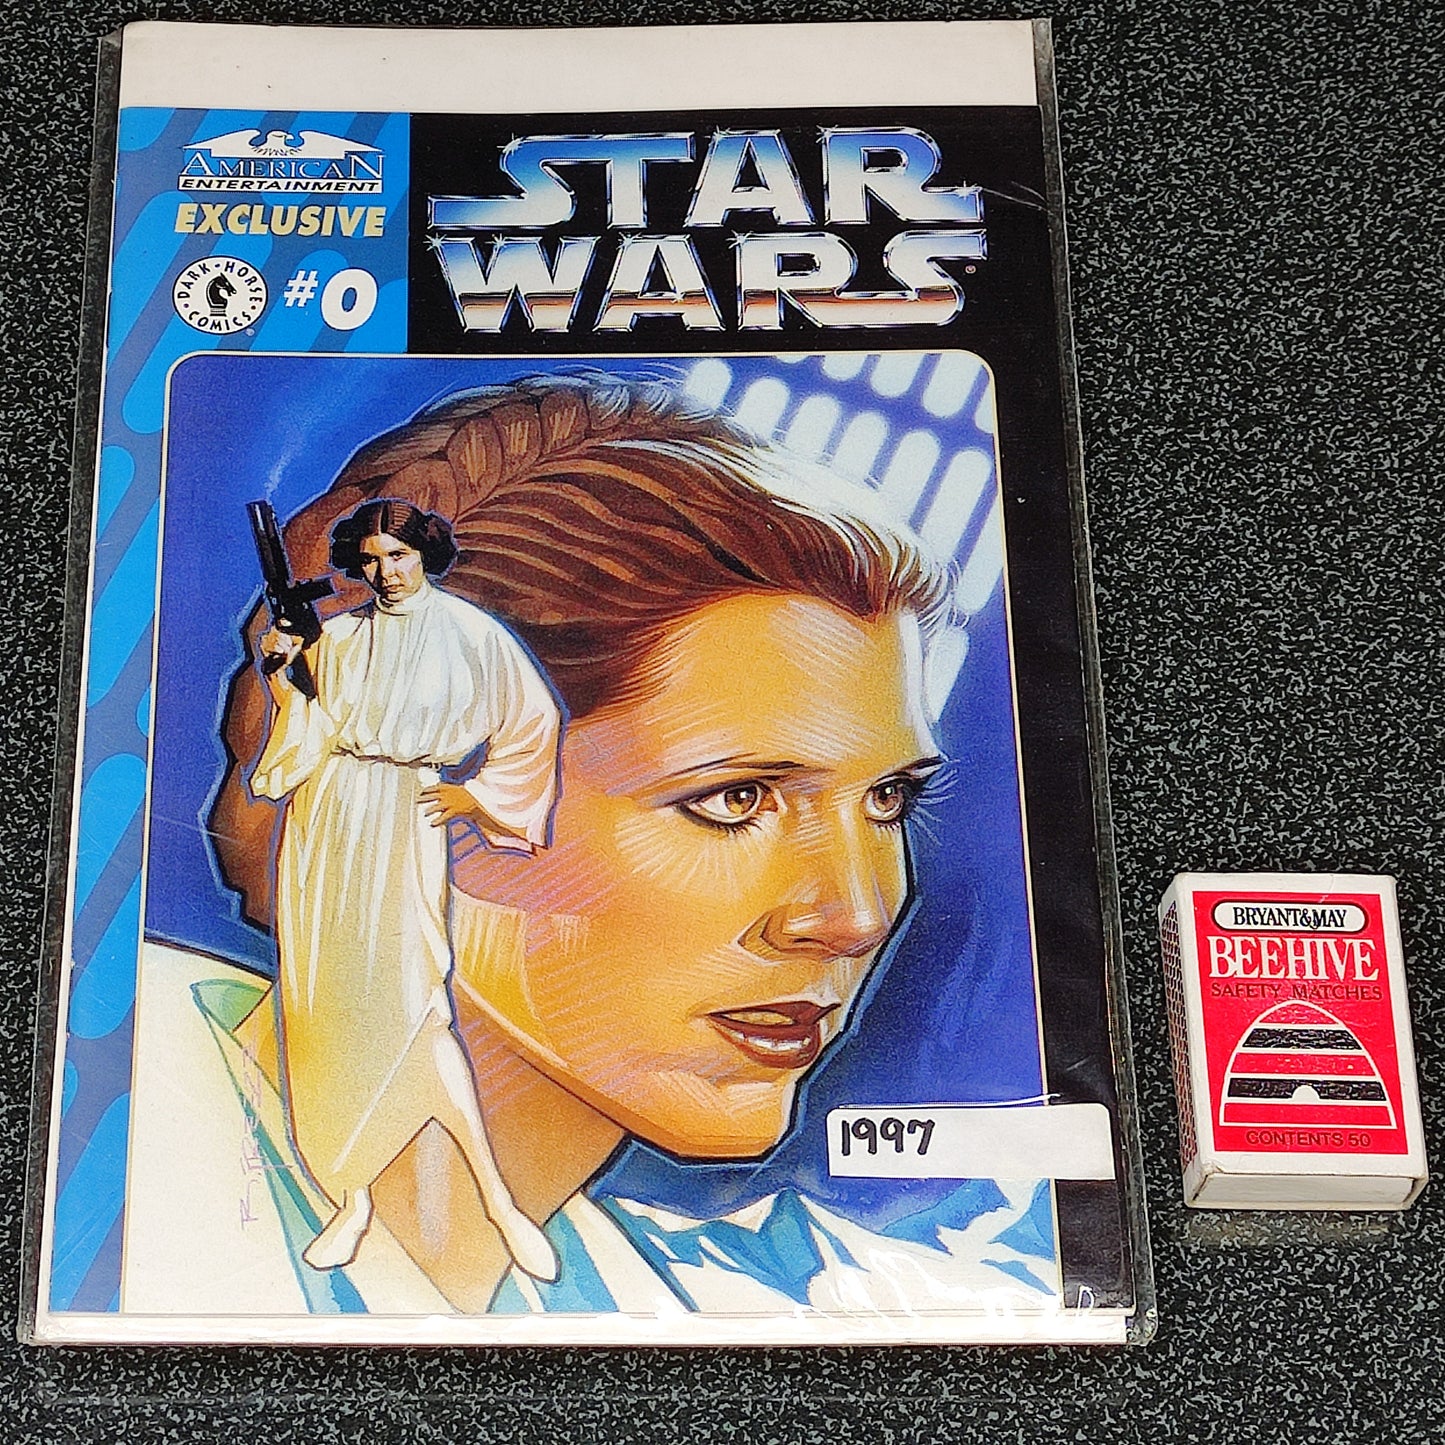 AMERICAN
ENTERTAINMENT
EXCLUSIVE
DARK · HORSE · COMICS ·
#0
STAR
WARS
1997
BRYANT&MAY
BEEHIVE
SAFETY MATCHES
CONTENTS 50